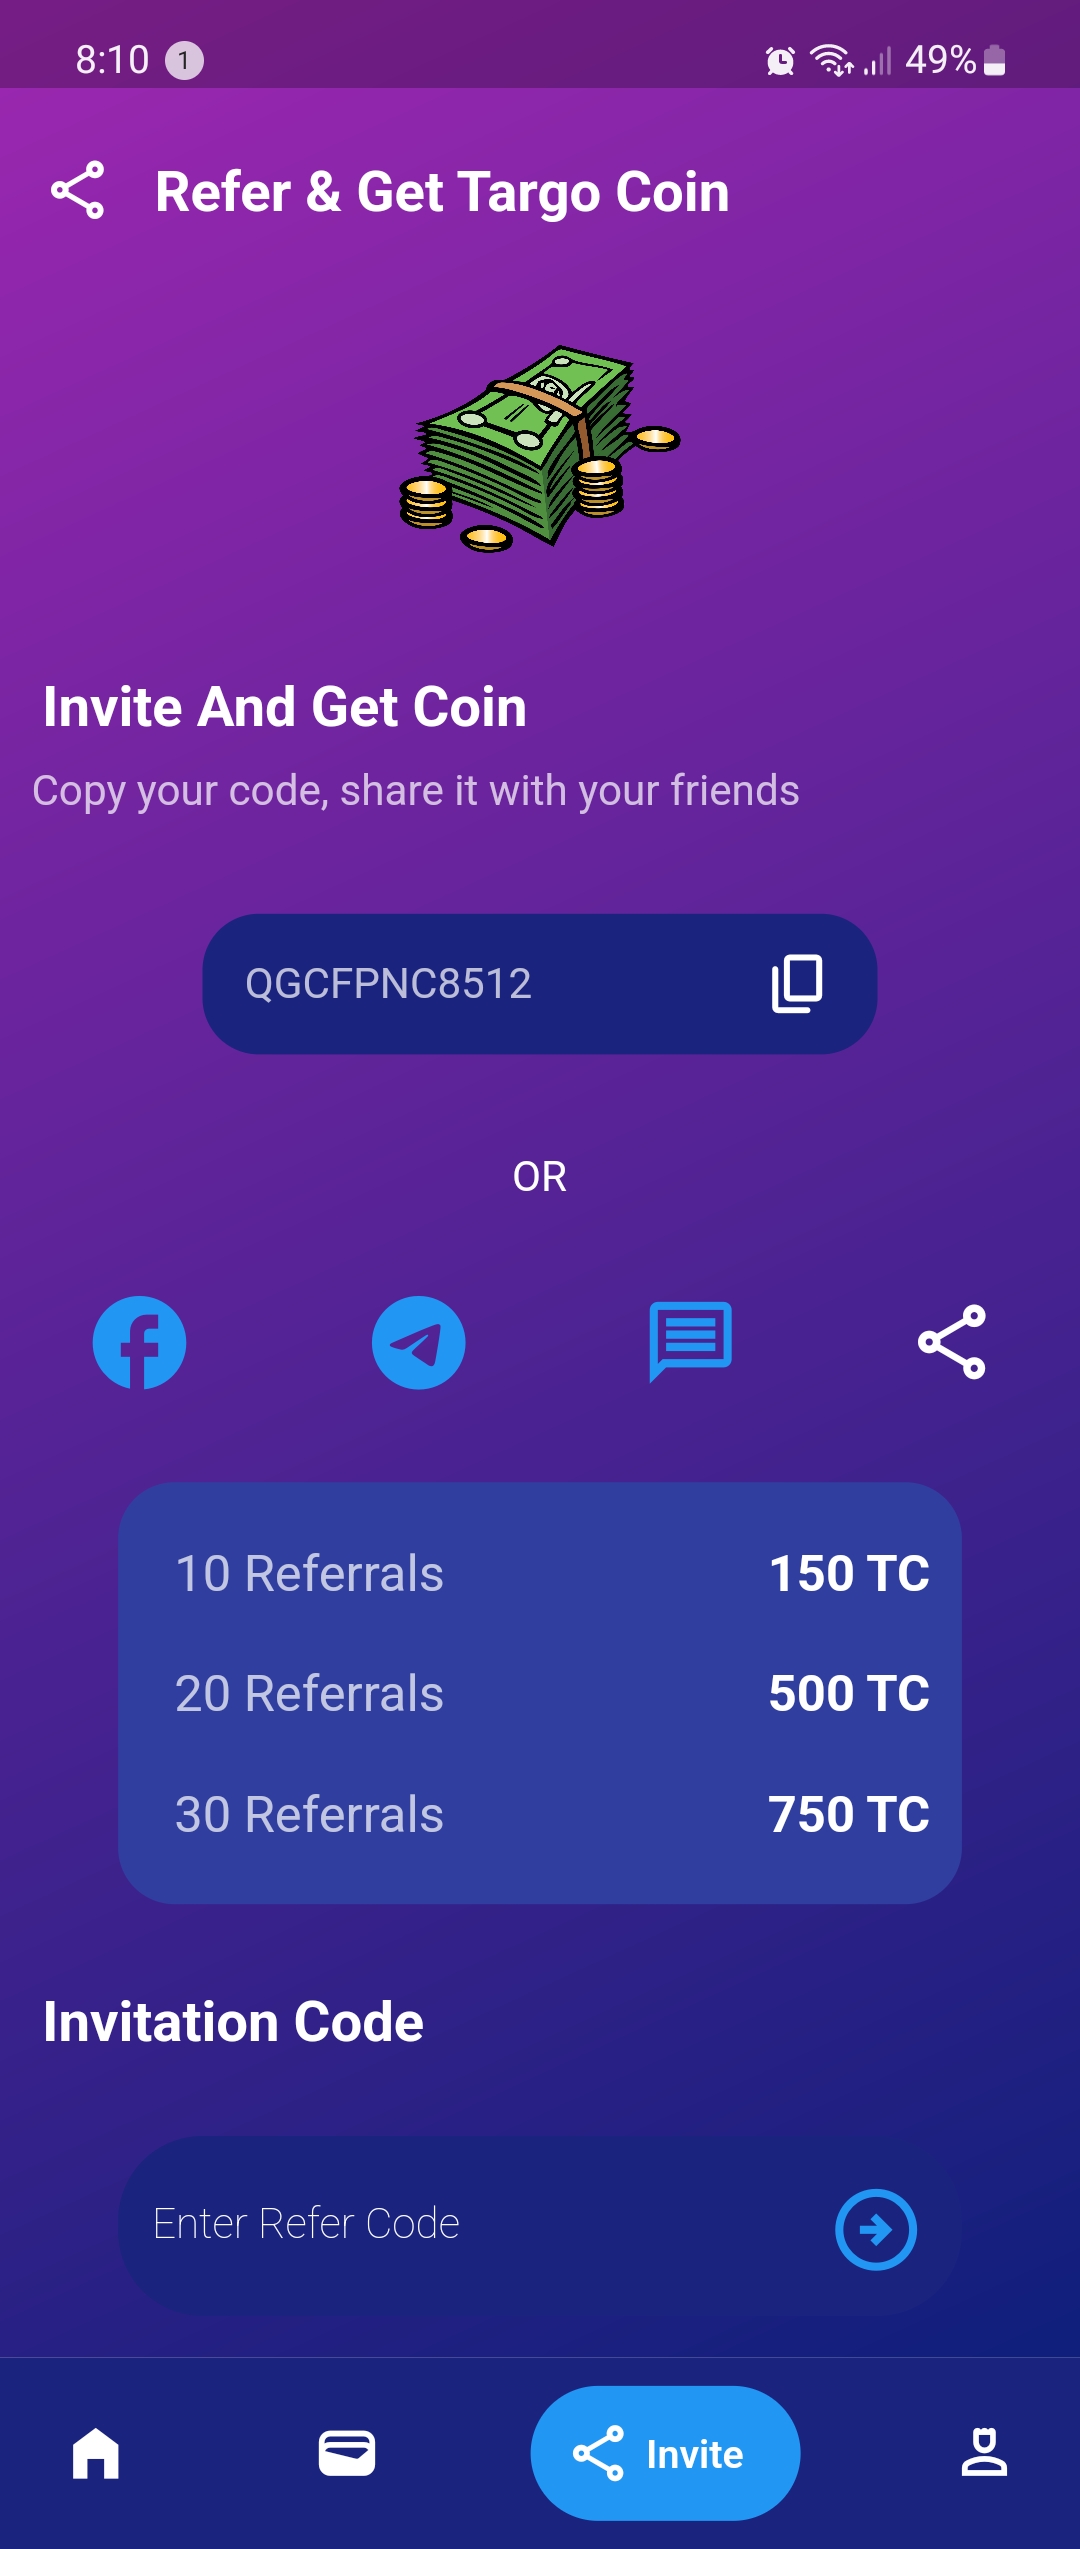 8:10 1 49%
Refer & Get Targo Coin
Invite And Get Coin
Copy your code, share it with your friends
QGCFPNC8512
OR
10 Referrals 150 TC
20 Referrals 500 TC
30 Referrals 750 TC
Invitation Code
Enter Refer Code
Invite